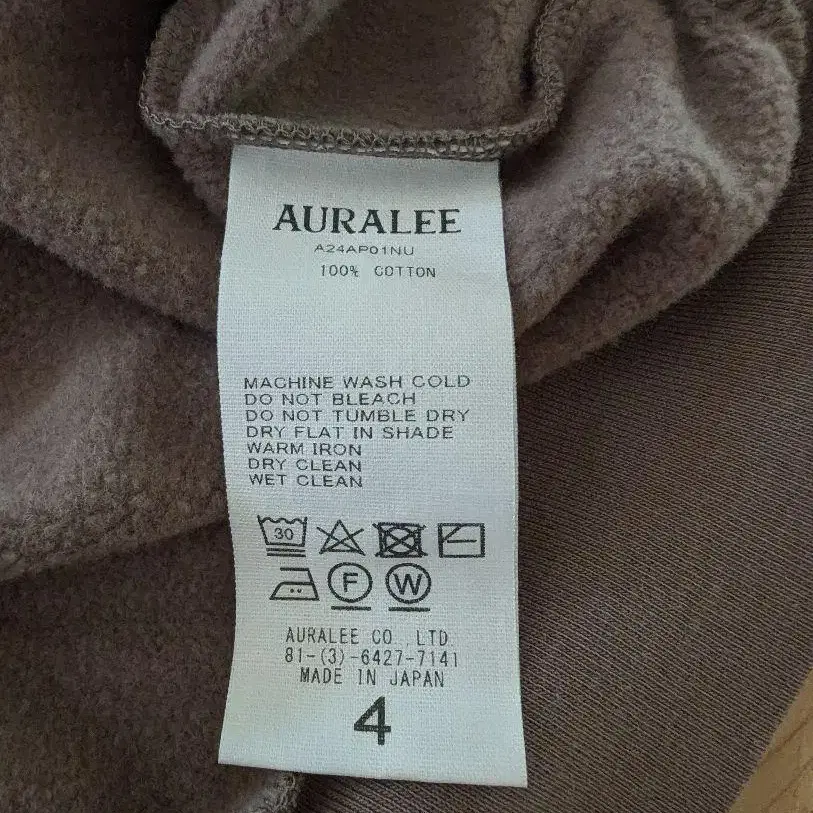 AURALEE
A24AP01NU
100% COTTON
MACHINE WASH COLD
DO NOT BLEACH
DO NOT TUMBLE DRY
DRY FLAT IN SHADE
WARM IRON
DRY CLEAN
WET CLEAN
30
F W
AURALEE CO.,LTD.
81-(3)-6427-7141
MADE IN JAPAN
4